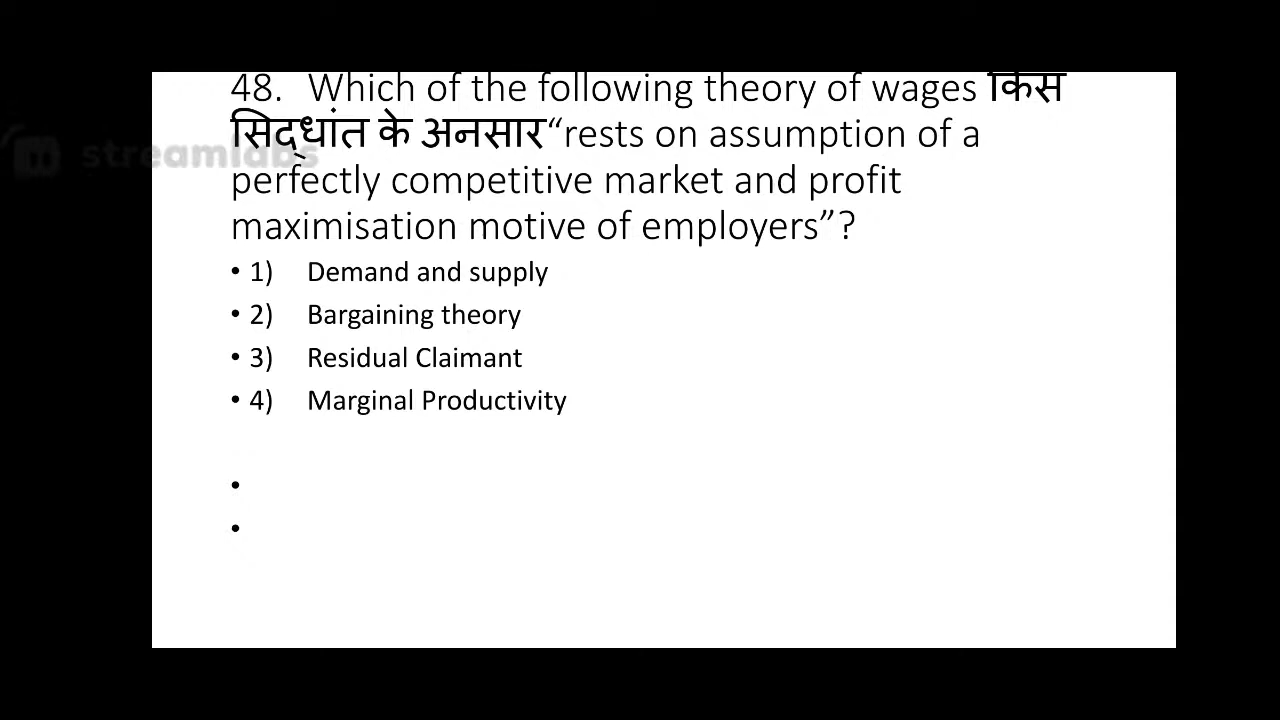 48. Which of the following theory of wages किस
सिद्धांत के अनसार“rests on assumption of a
streamlabs
perfectly competitive market and profit
maximisation motive of employers”?
• 1) Demand and supply
• 2) Bargaining theory
• 3) Residual Claimant
• 4) Marginal Productivity
•
•